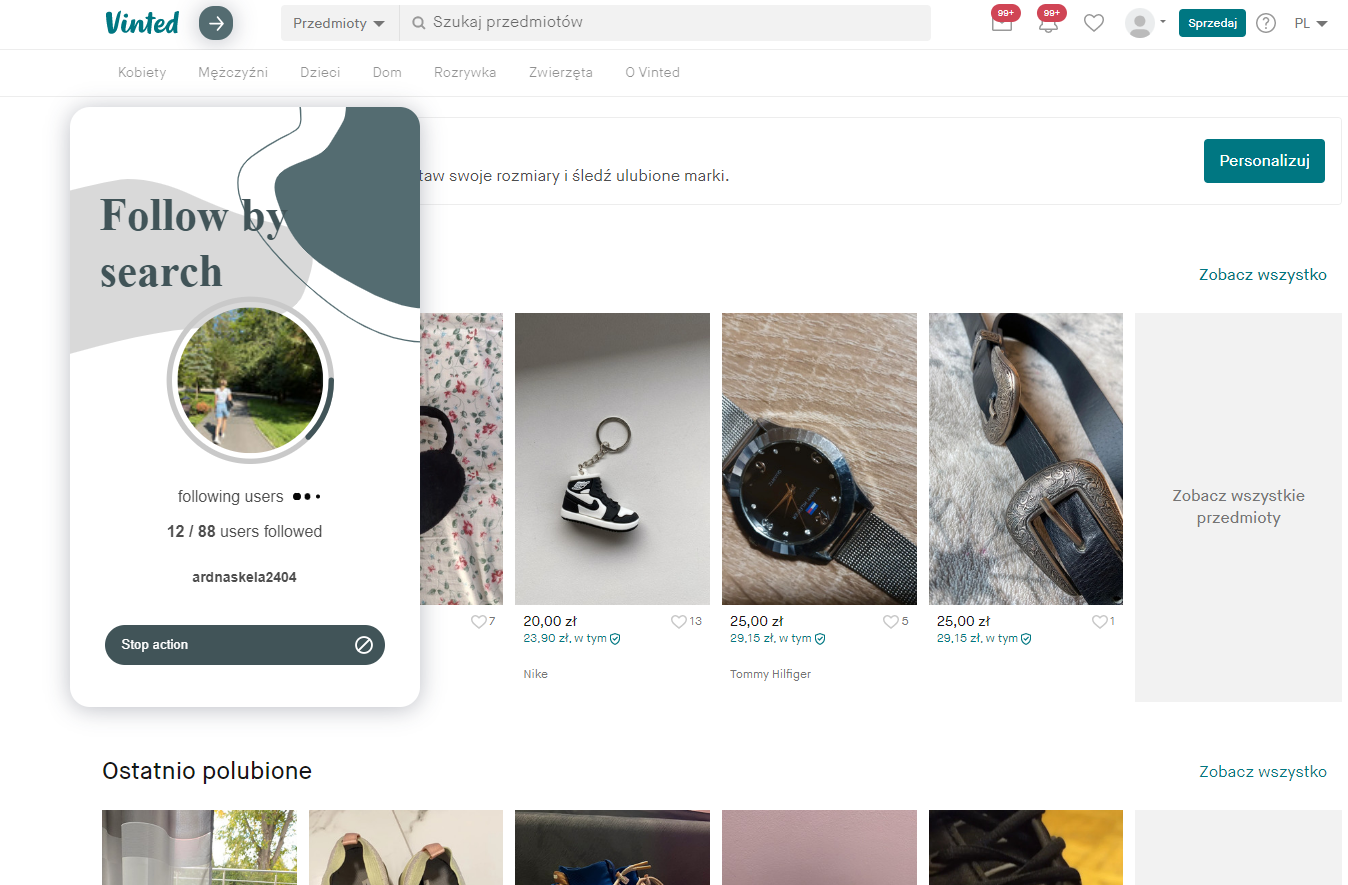 Vinted
Przedmioty
Szukaj przedmiotów
99+
99+
Sprzedaj
?
PL
Kobiety
Mężczyźni
Dzieci
Dom
Rozrywka
Zwierzęta
O Vinted
taw swoje rozmiary i śledź ulubione marki.
Personalizuj
Follow by
search
following users
12 / 88 users followed
ardnaskela2404
Stop action
Zobacz wszystko
Zobacz wszystkie
przedmioty
7
20,00 zł
13
23,90 zł, w tym
Nike
25,00 zł
5
29,15 zł, w tym
Tommy Hilfiger
25,00 zł
1
29,15 zł, w tym
Ostatnio polubione
Zobacz wszystko